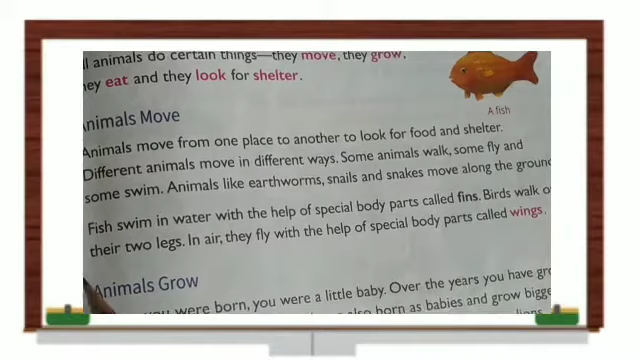 ll animals do certain things—they move, they grow,
hey eat and they look for shelter.
A fish
Animals Move
Animals move from one place to another to look for food and shelter.
Different animals move in different ways. Some animals walk, some fly and
some swim. Animals like earthworms, snails and snakes move along the ground
Fish swim in water with the help of special body parts called fins. Birds walk o
their two legs. In air, they fly with the help of special body parts called wings.
Animals Grow
you were born, you were a little baby. Over the years you have gr
also born as babies and grow bigge